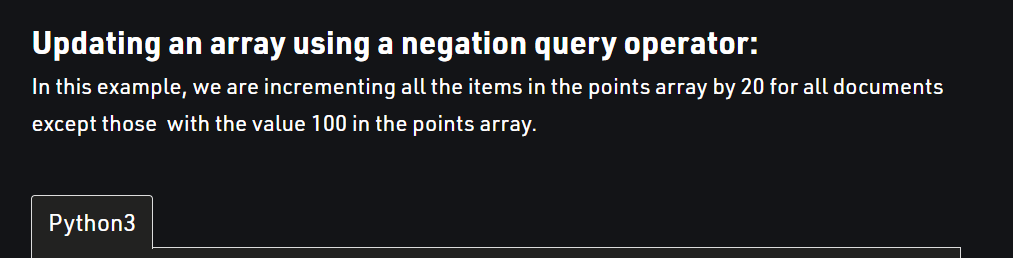 Updating an array using a negation query operator:
In this example, we are incrementing all the items in the points array by 20 for all documents
except those  with the value 100 in the points array.
Python3